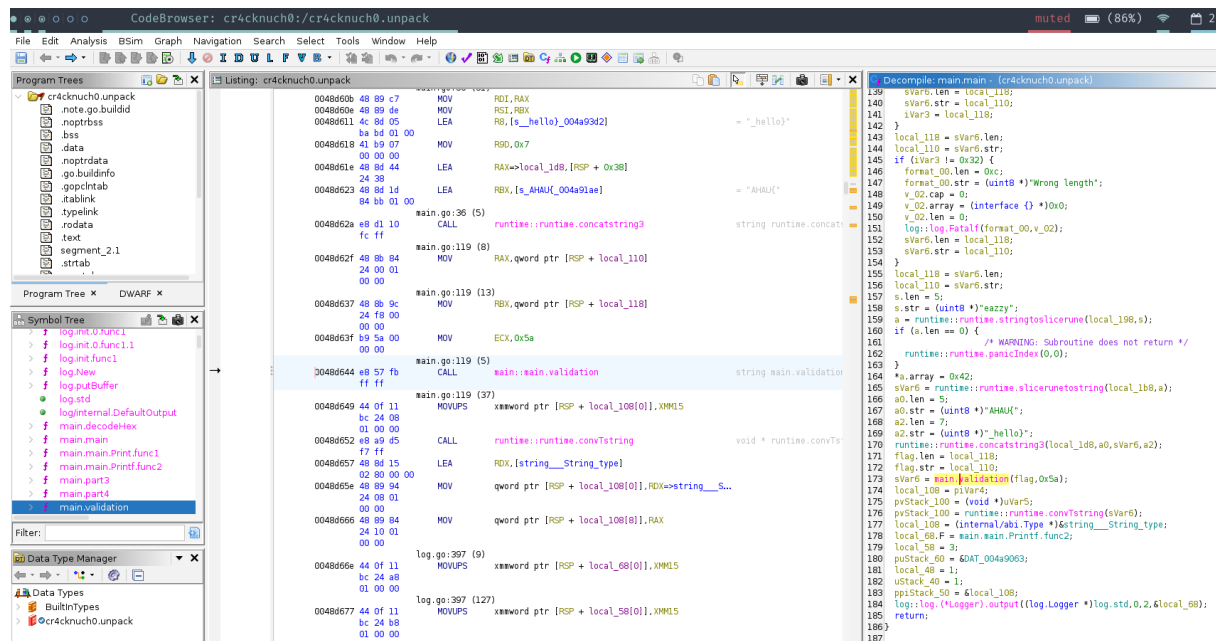 CodeBrowser: cr4cknuch0:/cr4cknuch0.unpack
muted (86%) 2
File Edit Analysis BSim Graph Navigation Search Select Tools Window Help
Program Trees
cr4cknuch0.unpack
.note.go.buildid
.noptrbss
.bss
.data
.noptrdata
.go.buildinfo
.gopclntab
.itablink
.typelink
.rodata
.text
segment_2.1
.strtab
Program Tree × DWARF ×
Symbol Tree
log.init.0.func1
log.init.0.func1.1
log.init.func1
log.New
log.putBuffer
log.std
log/internal.DefaultOutput
main.decodeHex
main.main
main.main.Print.func1
main.main.Printf.func2
main.part3
main.part4
main.validation
Filter:
Data Type Manager
Data Types
BuiltInTypes
cr4cknuch0.unpack
Listing: cr4cknuch0.unpack
0048d60b 48 89 c7 MOV RDI,RAX
0048d60e 48 89 de MOV RSI,RBX
0048d611 4c 8d 05 LEA R8,[s__hello}_004a93d2] = "_hello}"
ba bd 01 00
0048d618 41 b9 07 MOV R9D,0x7
00 00 00
0048d61e 48 8d 44 LEA RAX=>local_1d8,[RSP + 0x38]
24 38
0048d623 48 8d 1d LEA RBX,[s_AHAU{_004a91ae] = "AHAU{"
84 bb 01 00
main.go:36 (5)
0048d62a e8 d1 10 CALL runtime::runtime.concatstring3 string runtime.concats
fc ff
main.go:119 (8)
0048d62f 48 8b 84 MOV RAX,qword ptr [RSP + local_110]
24 00 01
00 00
main.go:119 (13)
0048d637 48 8b 9c MOV RBX,qword ptr [RSP + local_118]
24 f8 00
00 00
0048d63f b9 5a 00 MOV ECX,0x5a
00 00
main.go:119 (5)
0048d644 e8 57 fb CALL main::main.validation string main.validation
ff ff
main.go:119 (37)
0048d649 44 0f 11 MOVUPS xmmword ptr [RSP + local_108[0]],XMM15
bc 24 08
01 00 00
0048d652 e8 a9 d5 CALL runtime::runtime.convTstring void * runtime.convTs
f7 ff
0048d657 48 8d 15 LEA RDX,[string___String_type]
02 80 00 00
0048d65e 48 89 94 MOV qword ptr [RSP + local_108[0]],RDX=>string___S...
24 08 01
00 00
0048d666 48 89 84 MOV qword ptr [RSP + local_108[8]],RAX
24 10 01
00 00
log.go:397 (9)
0048d66e 44 0f 11 MOVUPS xmmword ptr [RSP + local_68[0]],XMM15
bc 24 a8
01 00 00
log.go:397 (127)
0048d677 44 0f 11 MOVUPS xmmword ptr [RSP + local_58[0]],XMM15
bc 24 b8
01 00 00
Decompile: main.main - (cr4cknuch0.unpack)
139 sVar6.len = local_118;
140 sVar6.str = local_110;
141 iVar3 = local_118;
142 }
143 local_118 = sVar6.len;
144 local_110 = sVar6.str;
145 if (iVar3 != 0x32) {
146 format_00.len = 0xc;
147 format_00.str = (uint8 *)"Wrong length";
148 v_02.cap = 0;
149 v_02.array = (interface {} *)0x0;
150 v_02.len = 0;
151 log::log.Fatalf(format_00,v_02);
152 sVar6.len = local_118;
153 sVar6.str = local_110;
154 }
155 local_118 = sVar6.len;
156 local_110 = sVar6.str;
157 s.len = 5;
158 s.str = (uint8 *)"eazzy";
159 a = runtime::runtime.stringtoslicerune(local_198,s);
160 if (a.len == 0) {
161 /* WARNING: Subroutine does not return */
162 runtime::runtime.panicIndex(0,0);
163 }
164 *a.array = 0x42;
165 sVar6 = runtime::runtime.slicerunetostring(local_1b8,a);
166 a0.len = 5;
167 a0.str = (uint8 *)"AHAU{";
168 a2.len = 7;
169 a2.str = (uint8 *)"_hello}";
170 runtime::runtime.concatstring3(local_1d8,a0,sVar6,a2);
171 flag.len = local_118;
172 flag.str = local_110;
173 sVar6 = main.validation(flag,0x5a);
174 local_108 = piVar4;
175 pvStack_100 = (void *)uVar5;
176 pvStack_100 = runtime::runtime.convTstring(sVar6);
177 local_108 = (internal/abi.Type *)&string___String_type;
178 local_68.F = main.main.Printf.func2;
179 local_58 = 3;
180 puStack_60 = &DAT_004a9063;
181 local_48 = 1;
182 uStack_40 = 1;
183 ppiStack_50 = &local_108;
184 log::log.(*Logger).output((log.Logger *)log.std,0,2,&local_68);
185 return;
186 }
187